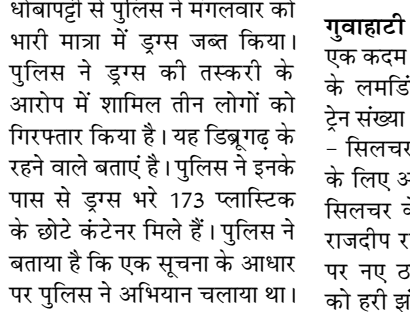 धोबीपट्टी से पुलिस ने मंगलवार को
भारी मात्रा में ड्रग्स जब्त किया।
पुलिस ने ड्रग्स की तस्करी के
आरोप में शामिल तीन लोगों को
गिरफ्तार किया है। यह डिब्रूगढ़ के
रहने वाले बताएं है। पुलिस ने इनके
पास से ड्रग्स भरे 173 प्लास्टिक
के छोटे कंटेनर मिले हैं। पुलिस ने
बताया है कि एक सूचना के आधार
पर पुलिस ने अभियान चलाया था।
गुवाहाटी
एक कदम
के
ट्रेन संख्या
– सिलचर
के लिए
सिलचर
राजदीप
पर नए
को हरी